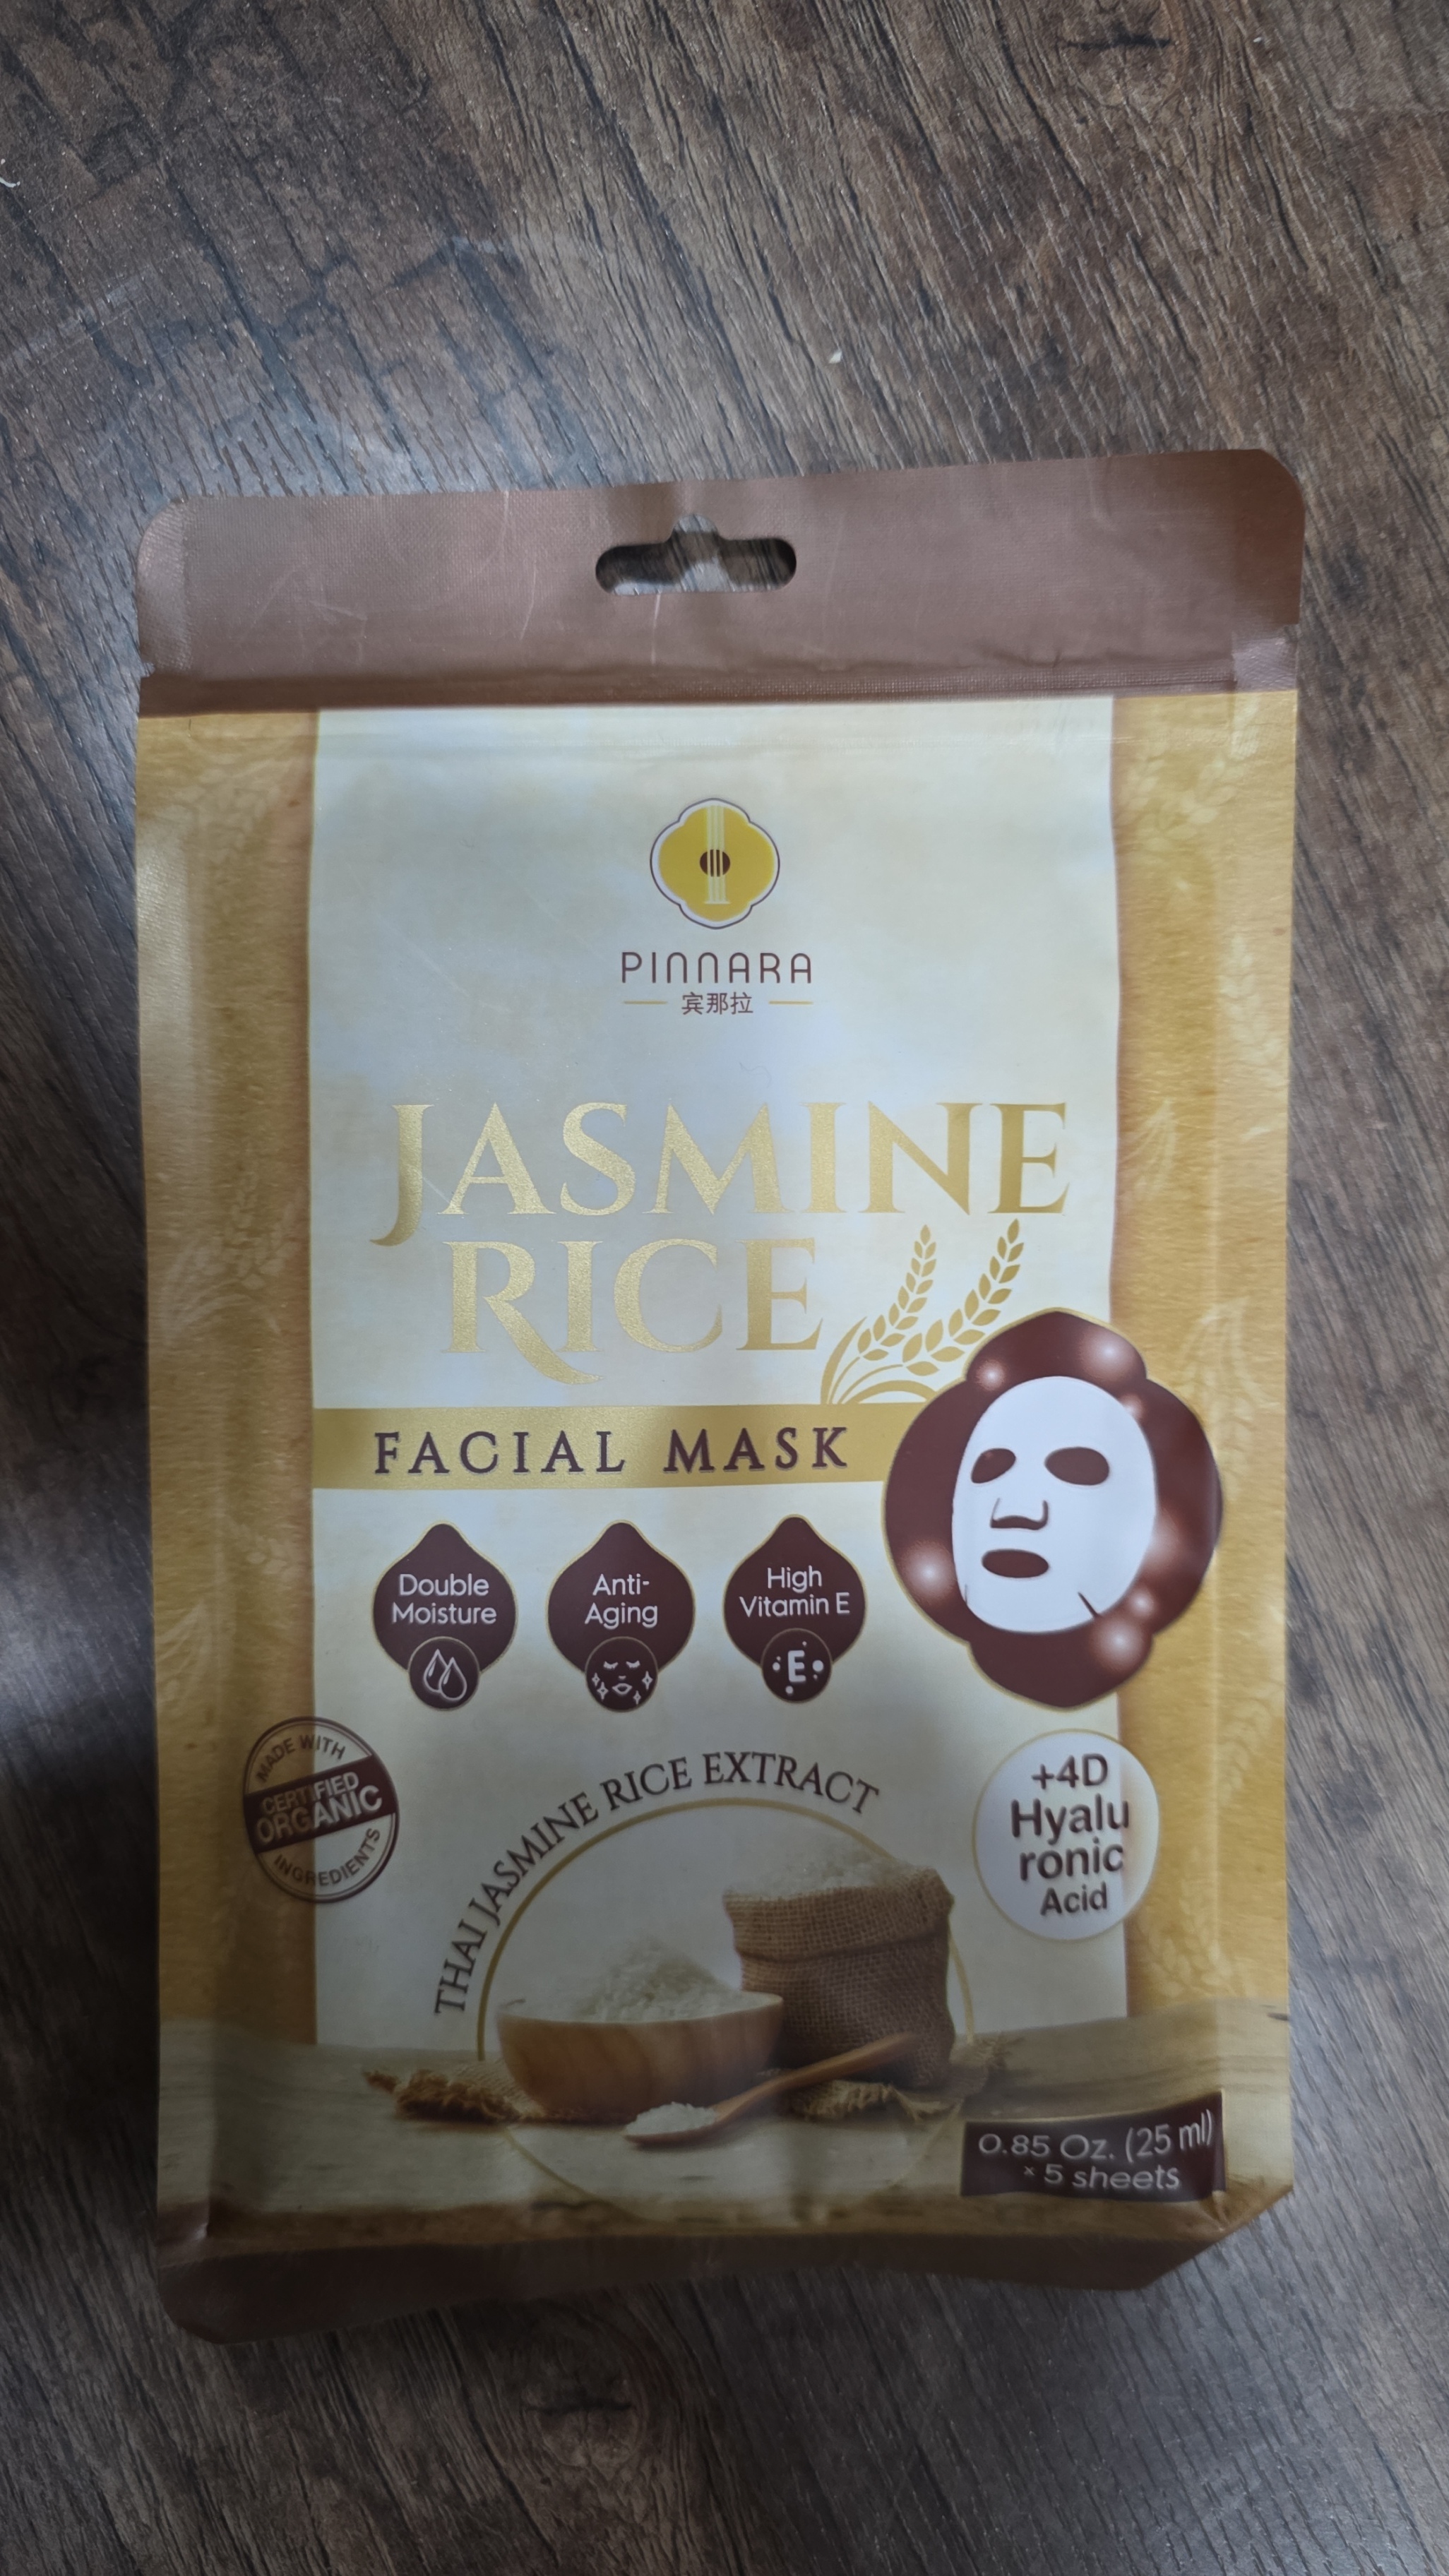 PINNARA
宾那拉
JASMINE
RICE
FACIAL MASK
Double
Moisture
Anti-
Aging
High
Vitamin E
E
MADE WITH
CERTIFIED
ORGANIC
INGREDIENTS
THAI JASMINE RICE EXTRACT
+4D
Hyalu
ronic
Acid
0.85 Oz. (25 ml)
× 5 sheets